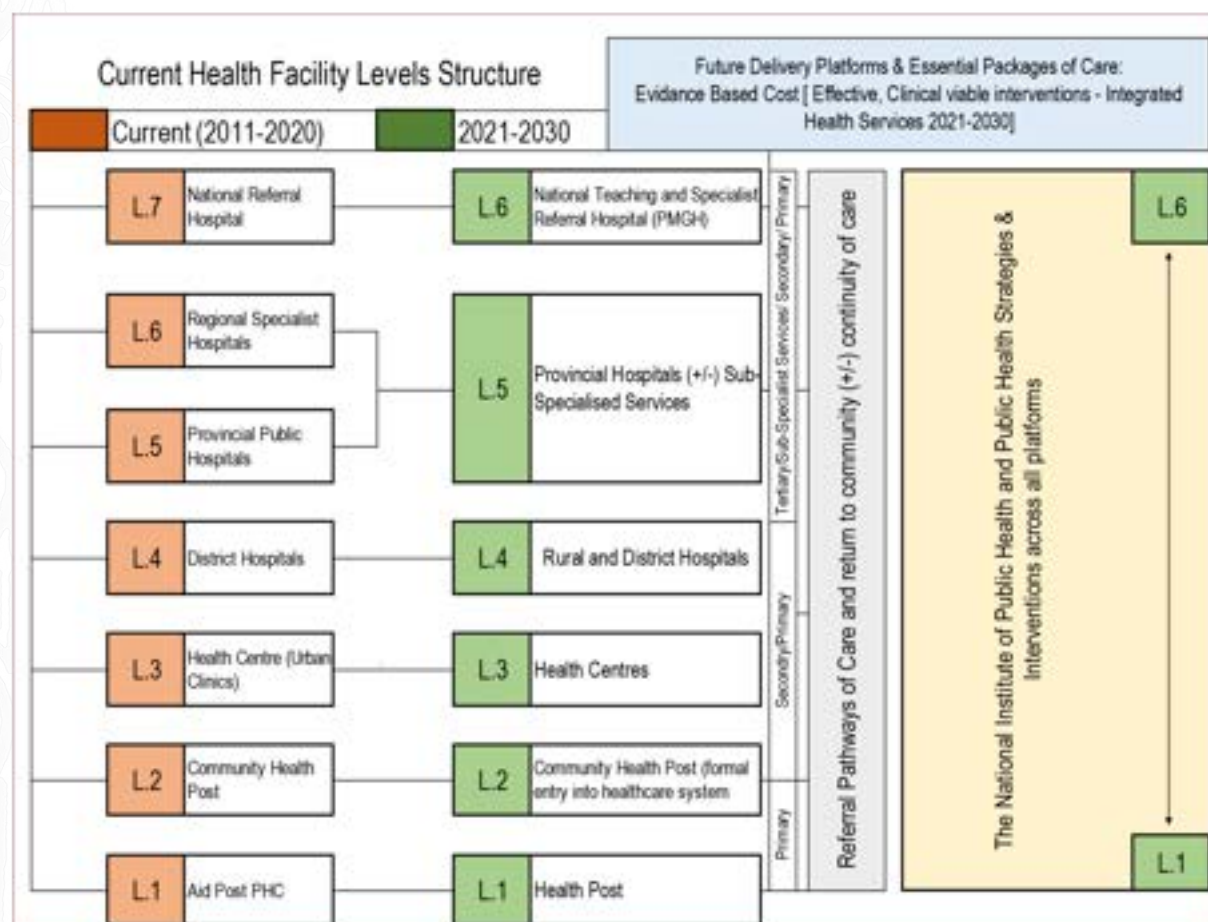 Current Health Facility Levels Structure
Future Delivery Platforms & Essential Packages of Care:
Evidance Based Cost [ Effective, Clinical viable interventions - Integrated
Health Services 2021-2030]
Current (2011-2020)
2021-2030
L.7
National Referral
Hospital
L.6
National Teaching and Specialist
Referral Hospital (PMGH)
L.6
Regional Specialist
Hospitals
L.5
Provincial Public
Hospitals
L.5
Provincial Hospitals (+/-) Sub-
Specialised Services
L.4
District Hospitals
L.4
Rural and District Hospitals
L.3
Health Centre (Urban
Clinics)
L.3
Health Centres
L.2
Community Health
Post
L.2
Community Health Post (formal
entry into healthcare system
L.1
Aid Post PHC
L.1
Health Post
Tertiary/Sub-Specialist Services/ Secondary/ Primary
Secondry/Primary
Primary
Referral Pathways of Care and return to community (+/-) continuity of care
The National Institute of Public Health and Public Health Strategies &
Interventions across all platforms
L.6
L.1